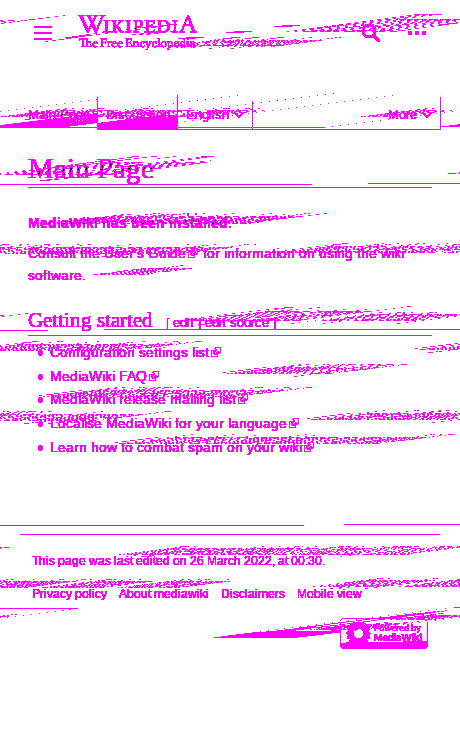 WIKIPEDIA
The Free Encyclopedia
Main Page Discussion English More
Main Page
MediaWiki has been installed.
Consult the User's Guide for information on using the wiki
software.
Getting started [ edit | edit source ]
Configuration settings list
MediaWiki FAQ
MediaWiki release mailing list
Localise MediaWiki for your language
Learn how to combat spam on your wiki
This page was last edited on 26 March 2022, at 00:30.
Privacy policy About mediawiki Disclaimers Mobile view
Powered by
MediaWiki